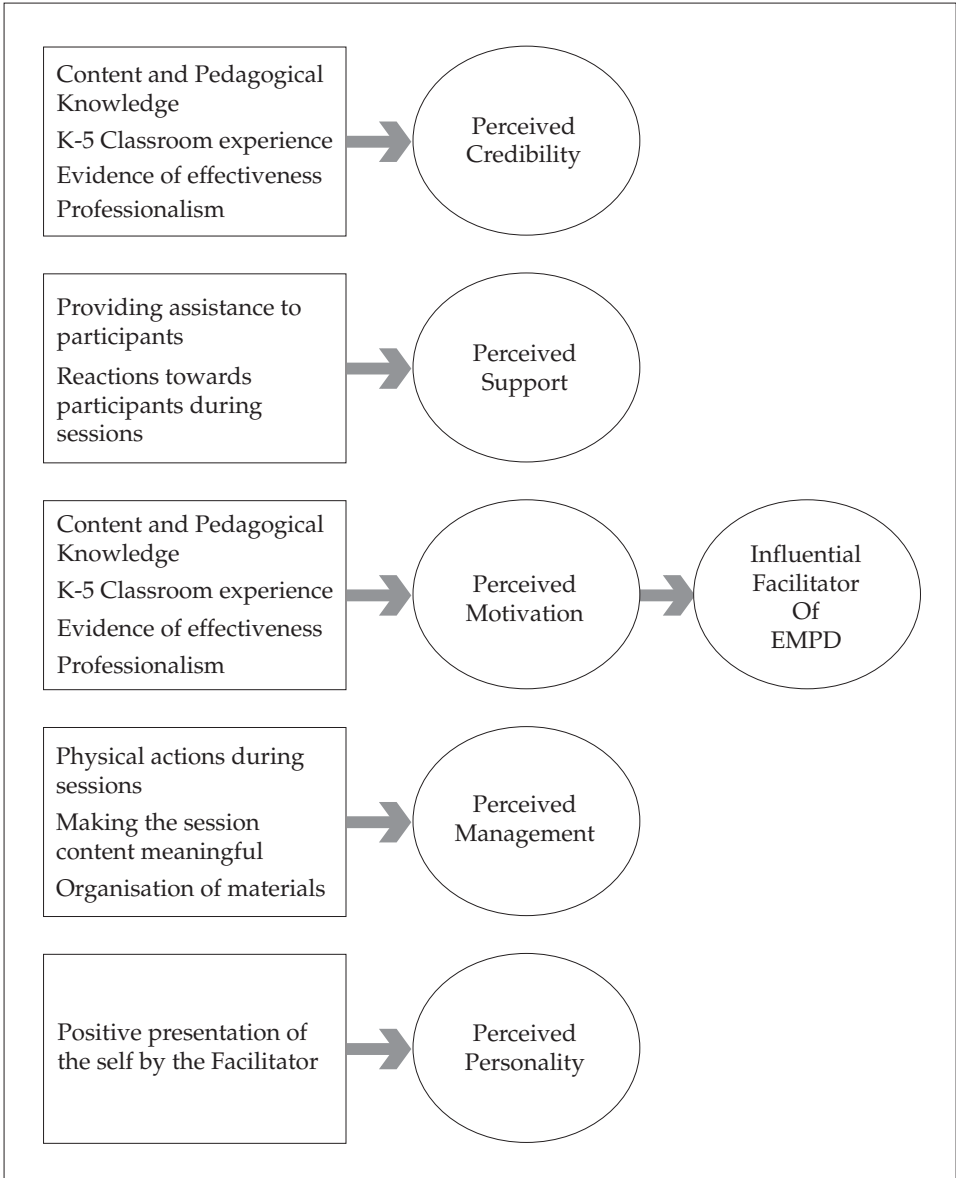 Content and Pedagogical
Knowledge
K-5 Classroom experience
Evidence of effectiveness
Professionalism
Perceived
Credibility
Providing assistance to
participants
Reactions towards
participants during
sessions
Perceived
Support
Content and Pedagogical
Knowledge
K-5 Classroom experience
Evidence of effectiveness
Professionalism
Perceived
Motivation
Influential
Facilitator
Of
EMPD
Physical actions during
sessions
Making the session
content meaningful
Organisation of materials
Perceived
Management
Positive presentation of
the self by the Facilitator
Perceived
Personality